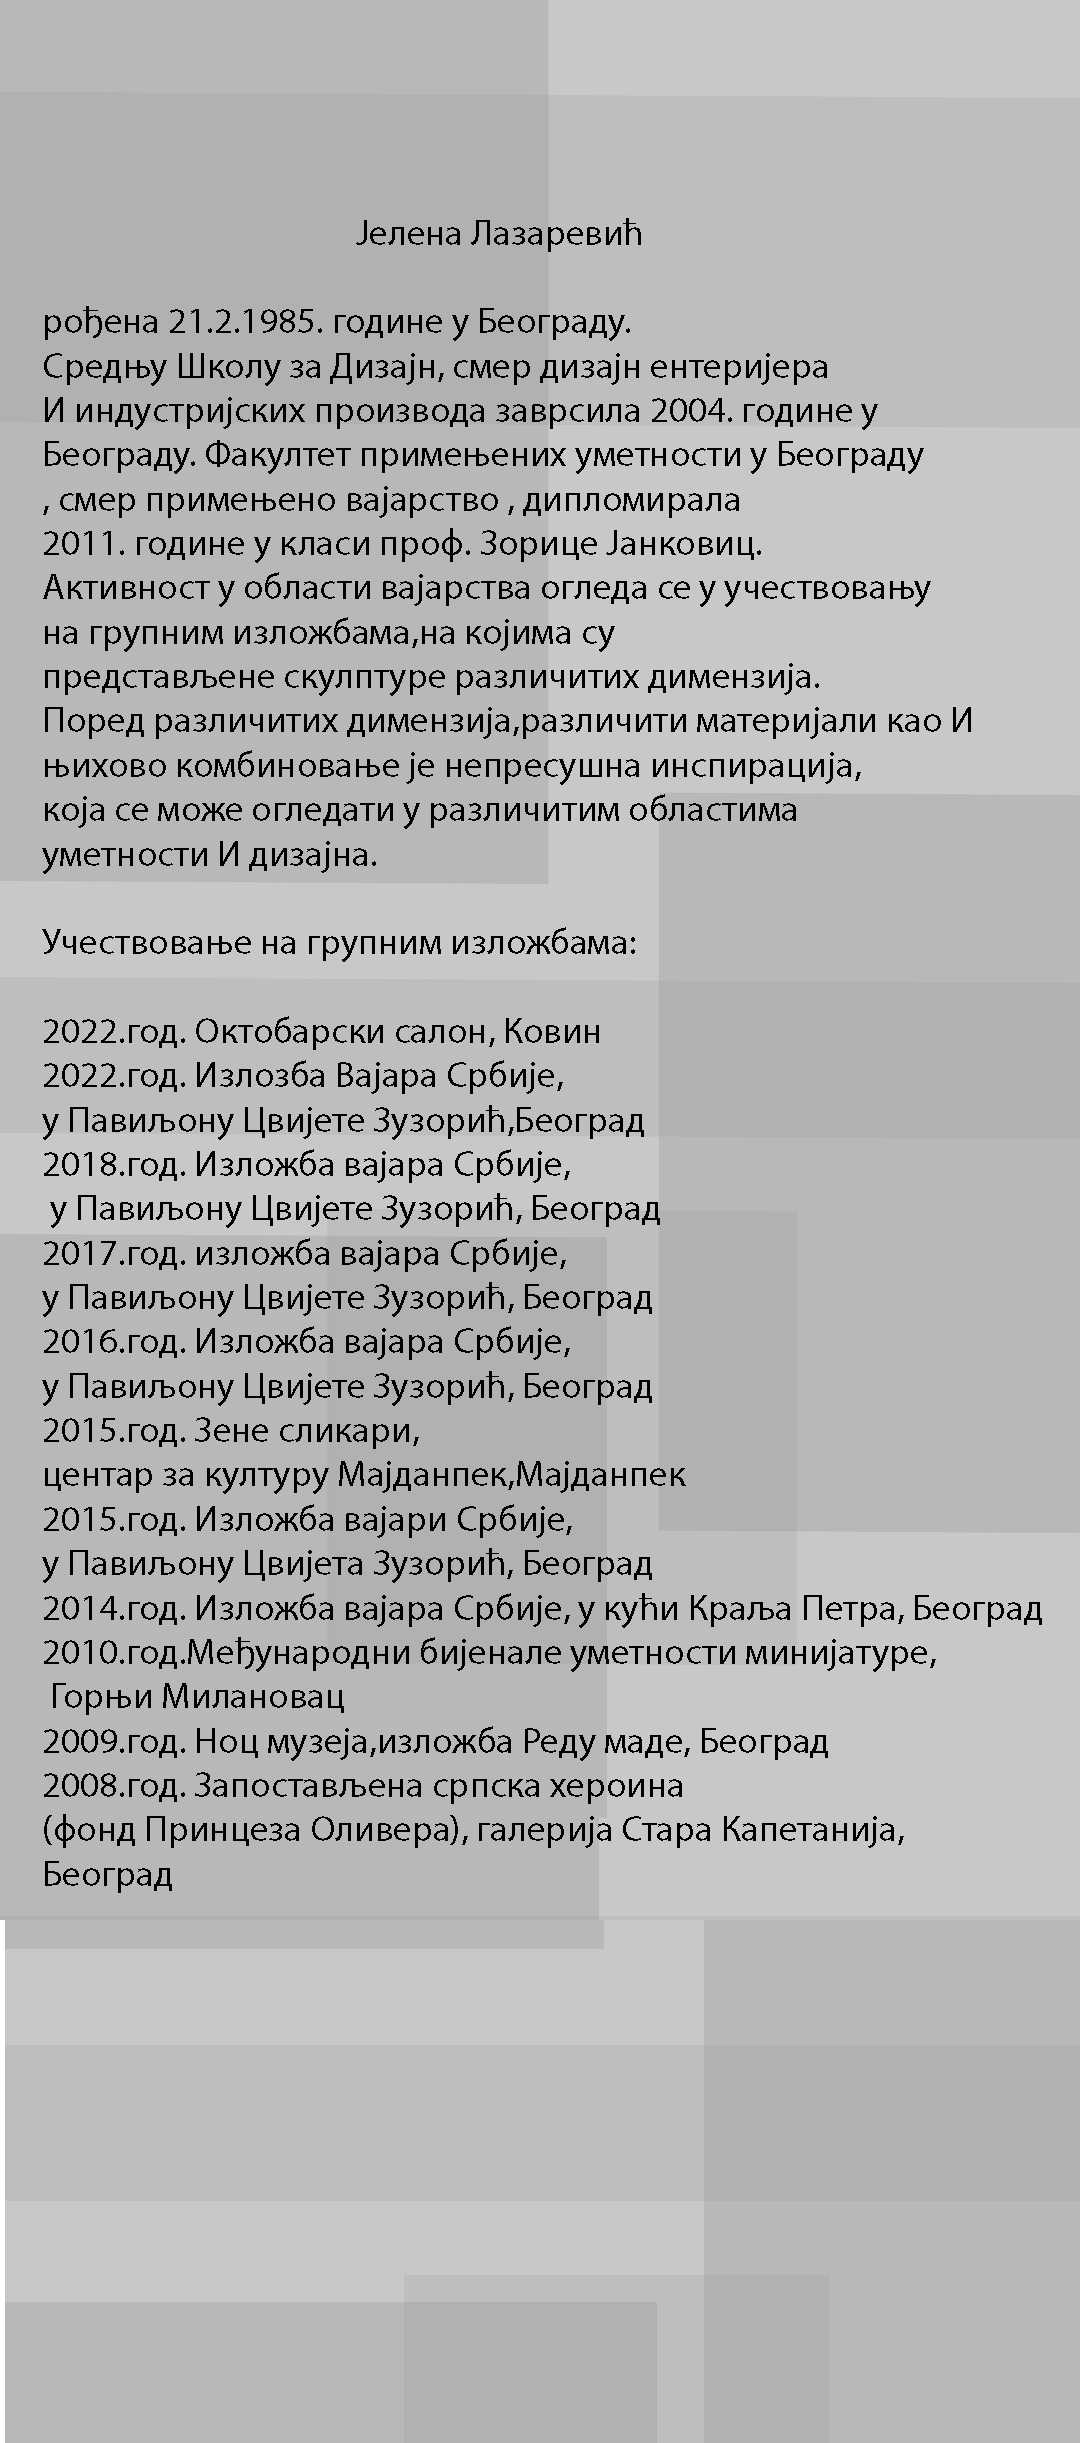 Јелена Лазаревић
рођена 21.2.1985. године у Београду.
Средњу Школу за Дизајн, смер дизајн ентеријера
И индустријских производа заврсила 2004. године у
Београду. Факултет примењених уметности у Београду
, смер примењено вајарство , дипломирала
2011. године у класи проф. Зорице Јанковиц.
Активност у области вајарства огледа се у учествовању
на групним изложбама,на којима су
представљене скулптуре различитих димензија.
Поред различитих димензија,различити материјали као И
њихово комбиновање је непресушна инспирација,
која се може огледати у различитим областима
уметности И дизајна.
Учествовање на групним изложбама:
2022.год. Октобарски салон, Ковин
2022.год. Излозба Вајара Србије,
у Павиљону Цвијете Зузорић,Београд
2018.год. Изложба вајара Србије,
у Павиљону Цвијете Зузорић, Београд
2017.год. изложба вајара Србије,
у Павиљону Цвијете Зузорић, Београд
2016.год. Изложба вајара Србије,
у Павиљону Цвијете Зузорић, Београд
2015.год. Зене сликари,
центар за културу Мајданпек,Мајданпек
2015.год. Изложба вајари Србије,
у Павиљону Цвијета Зузорић, Београд
2014.год. Изложба вајара Србије, у кући Краља Петра, Београд
2010.год.Међународни бијенале уметности минијатуре,
Горњи Милановац
2009.год. Ноц музеја,изложба Реду маде, Београд
2008.год. Запостављена српска хероина
(фонд Принцеза Оливера), галерија Стара Капетанија,
Београд